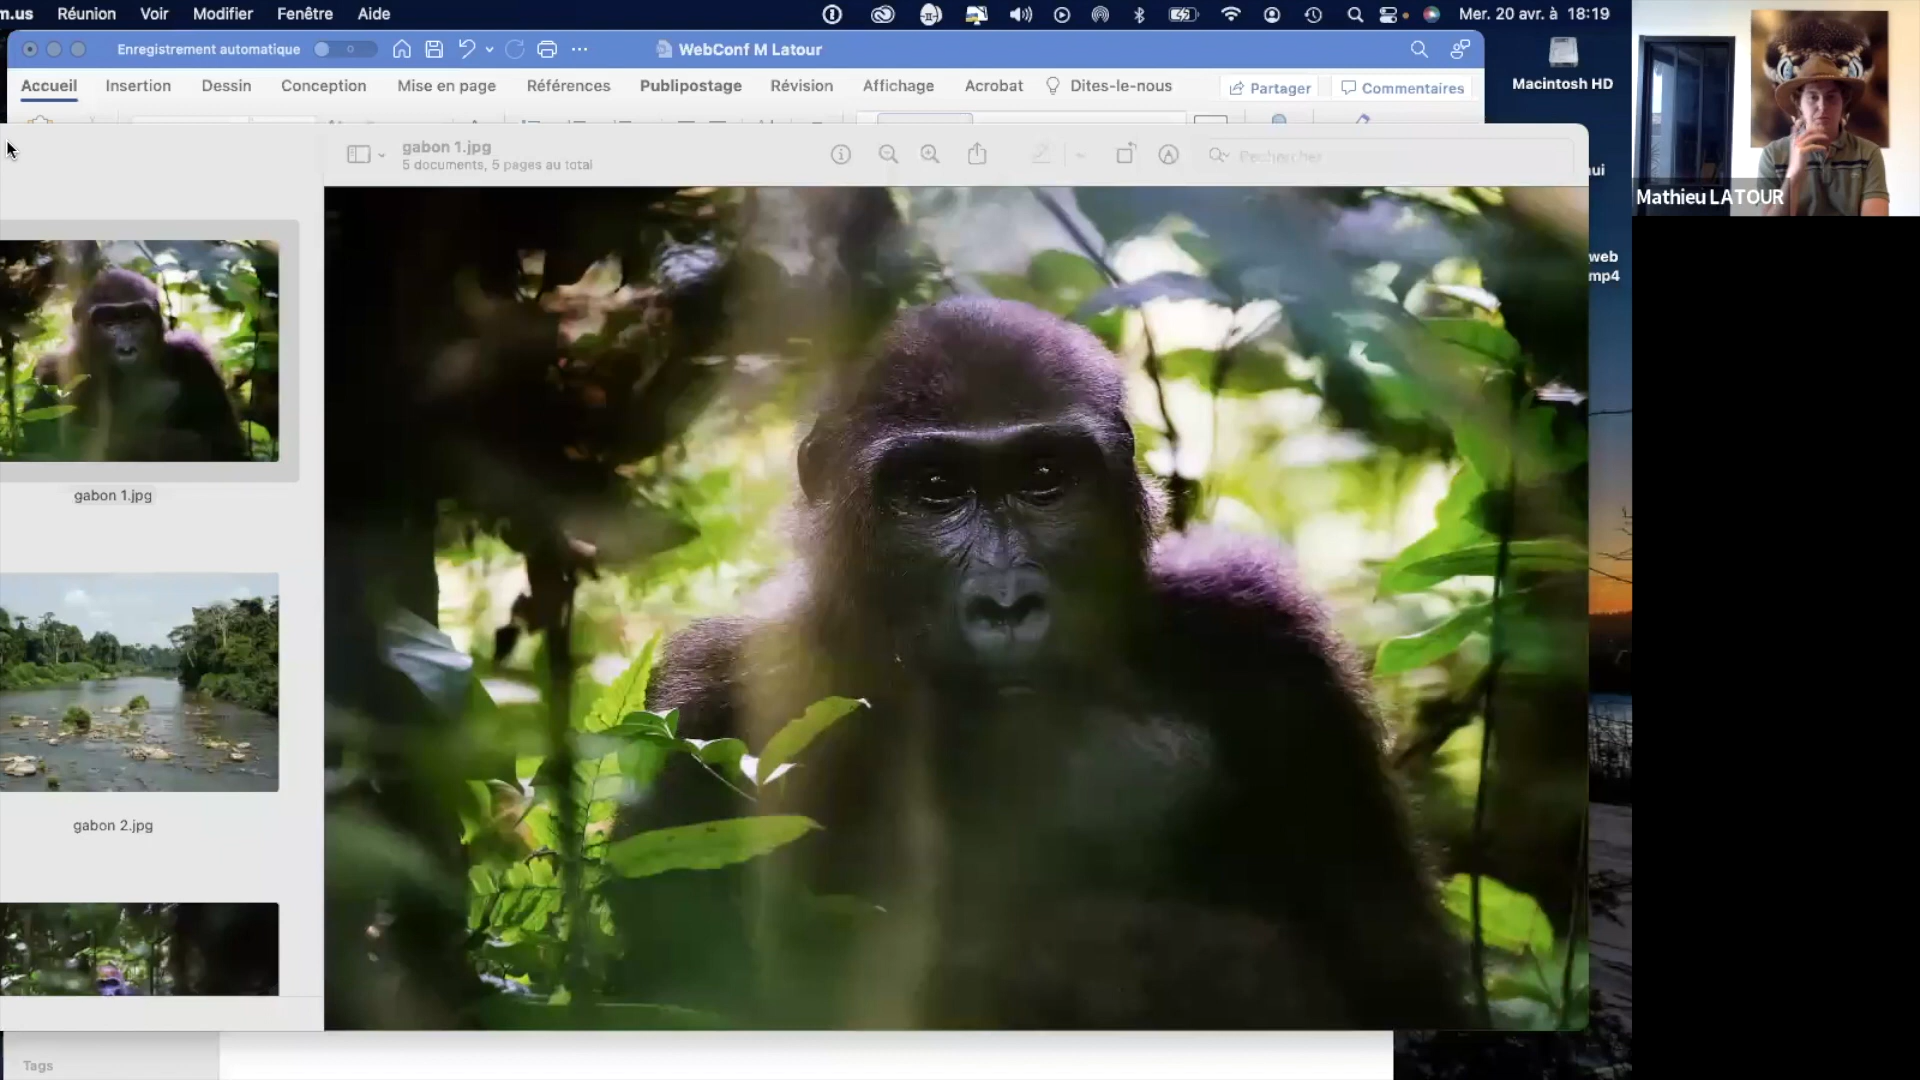 m.us Réunion Voir Modifier Fenêtre Aide Mer. 20 avr. à 18:19
Enregistrement automatique WebConf M Latour
Accueil Insertion Dessin Conception Mise en page Références Publipostage Révision Affichage Acrobat Dites-le-nous Partager Commentaires
Macintosh HD
gabon 1.jpg
5 documents, 5 pages au total
Rechercher
ui
Mathieu LATOUR
web
mp4
gabon 1.jpg
gabon 2.jpg
Tags